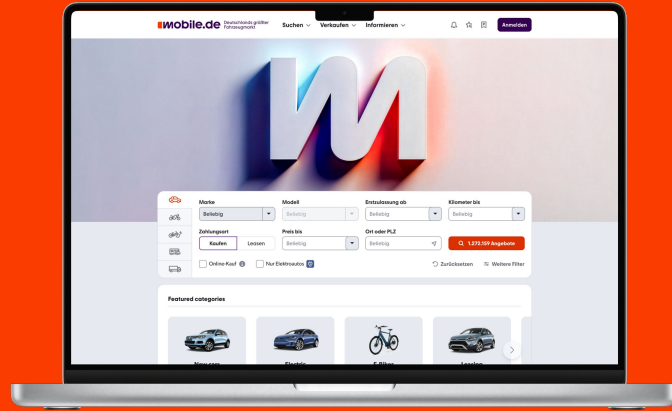 mobile.de Deutschlands größter
Fahrzeugmarkt
Suchen Verkaufen Informieren
Anmelden
Marke Modell Erstzulassung ab Kilometer bis
Beliebig Beliebig Beliebig Beliebig
Zahlungsart Preis bis Ort oder PLZ
Kaufen Leasen Beliebig Beliebig 1.272.159 Angebote
Online-Kauf Nur Elektroautos Zurücksetzen Weitere Filter
Featured categories
New cars Electric E-Bikes Leasing